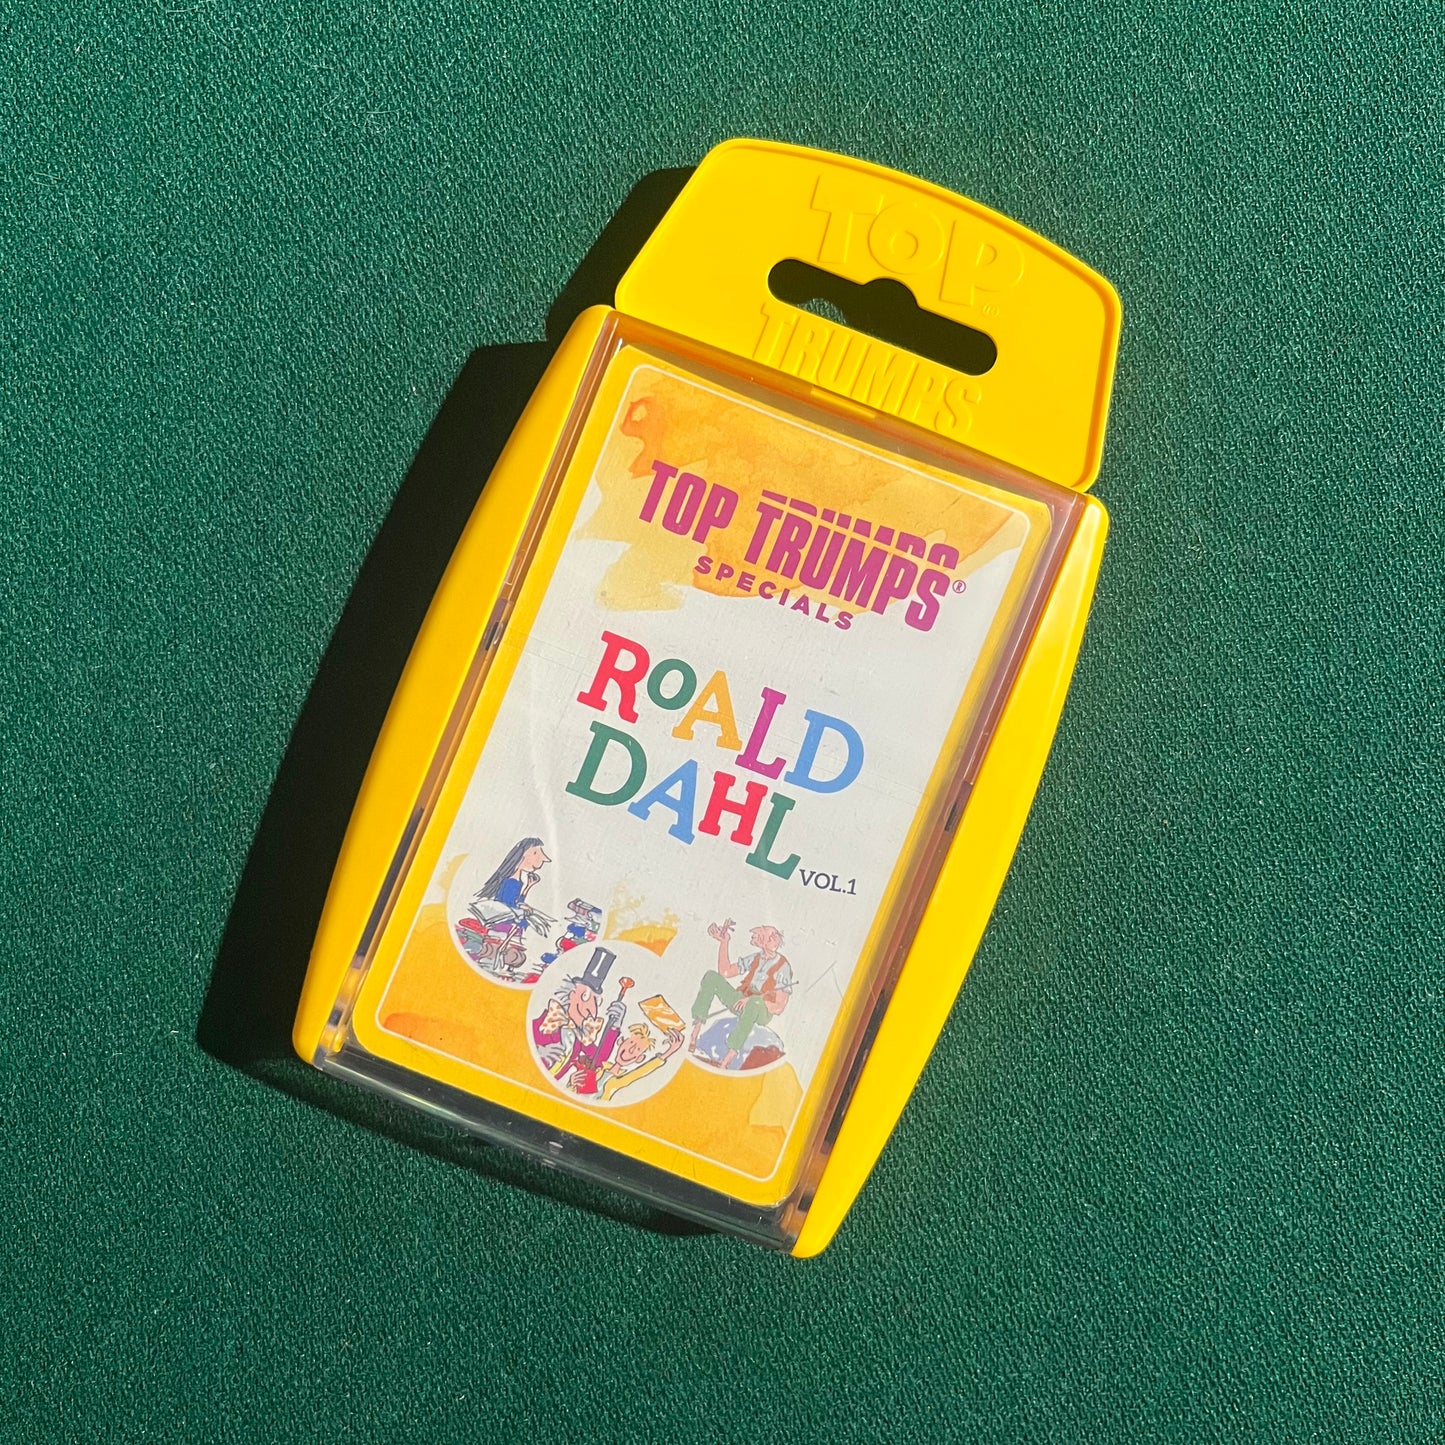 TOP®
TRUMPS
TOP TRUMPS®
SPECIALS
ROALD
DAHL
VOL.1